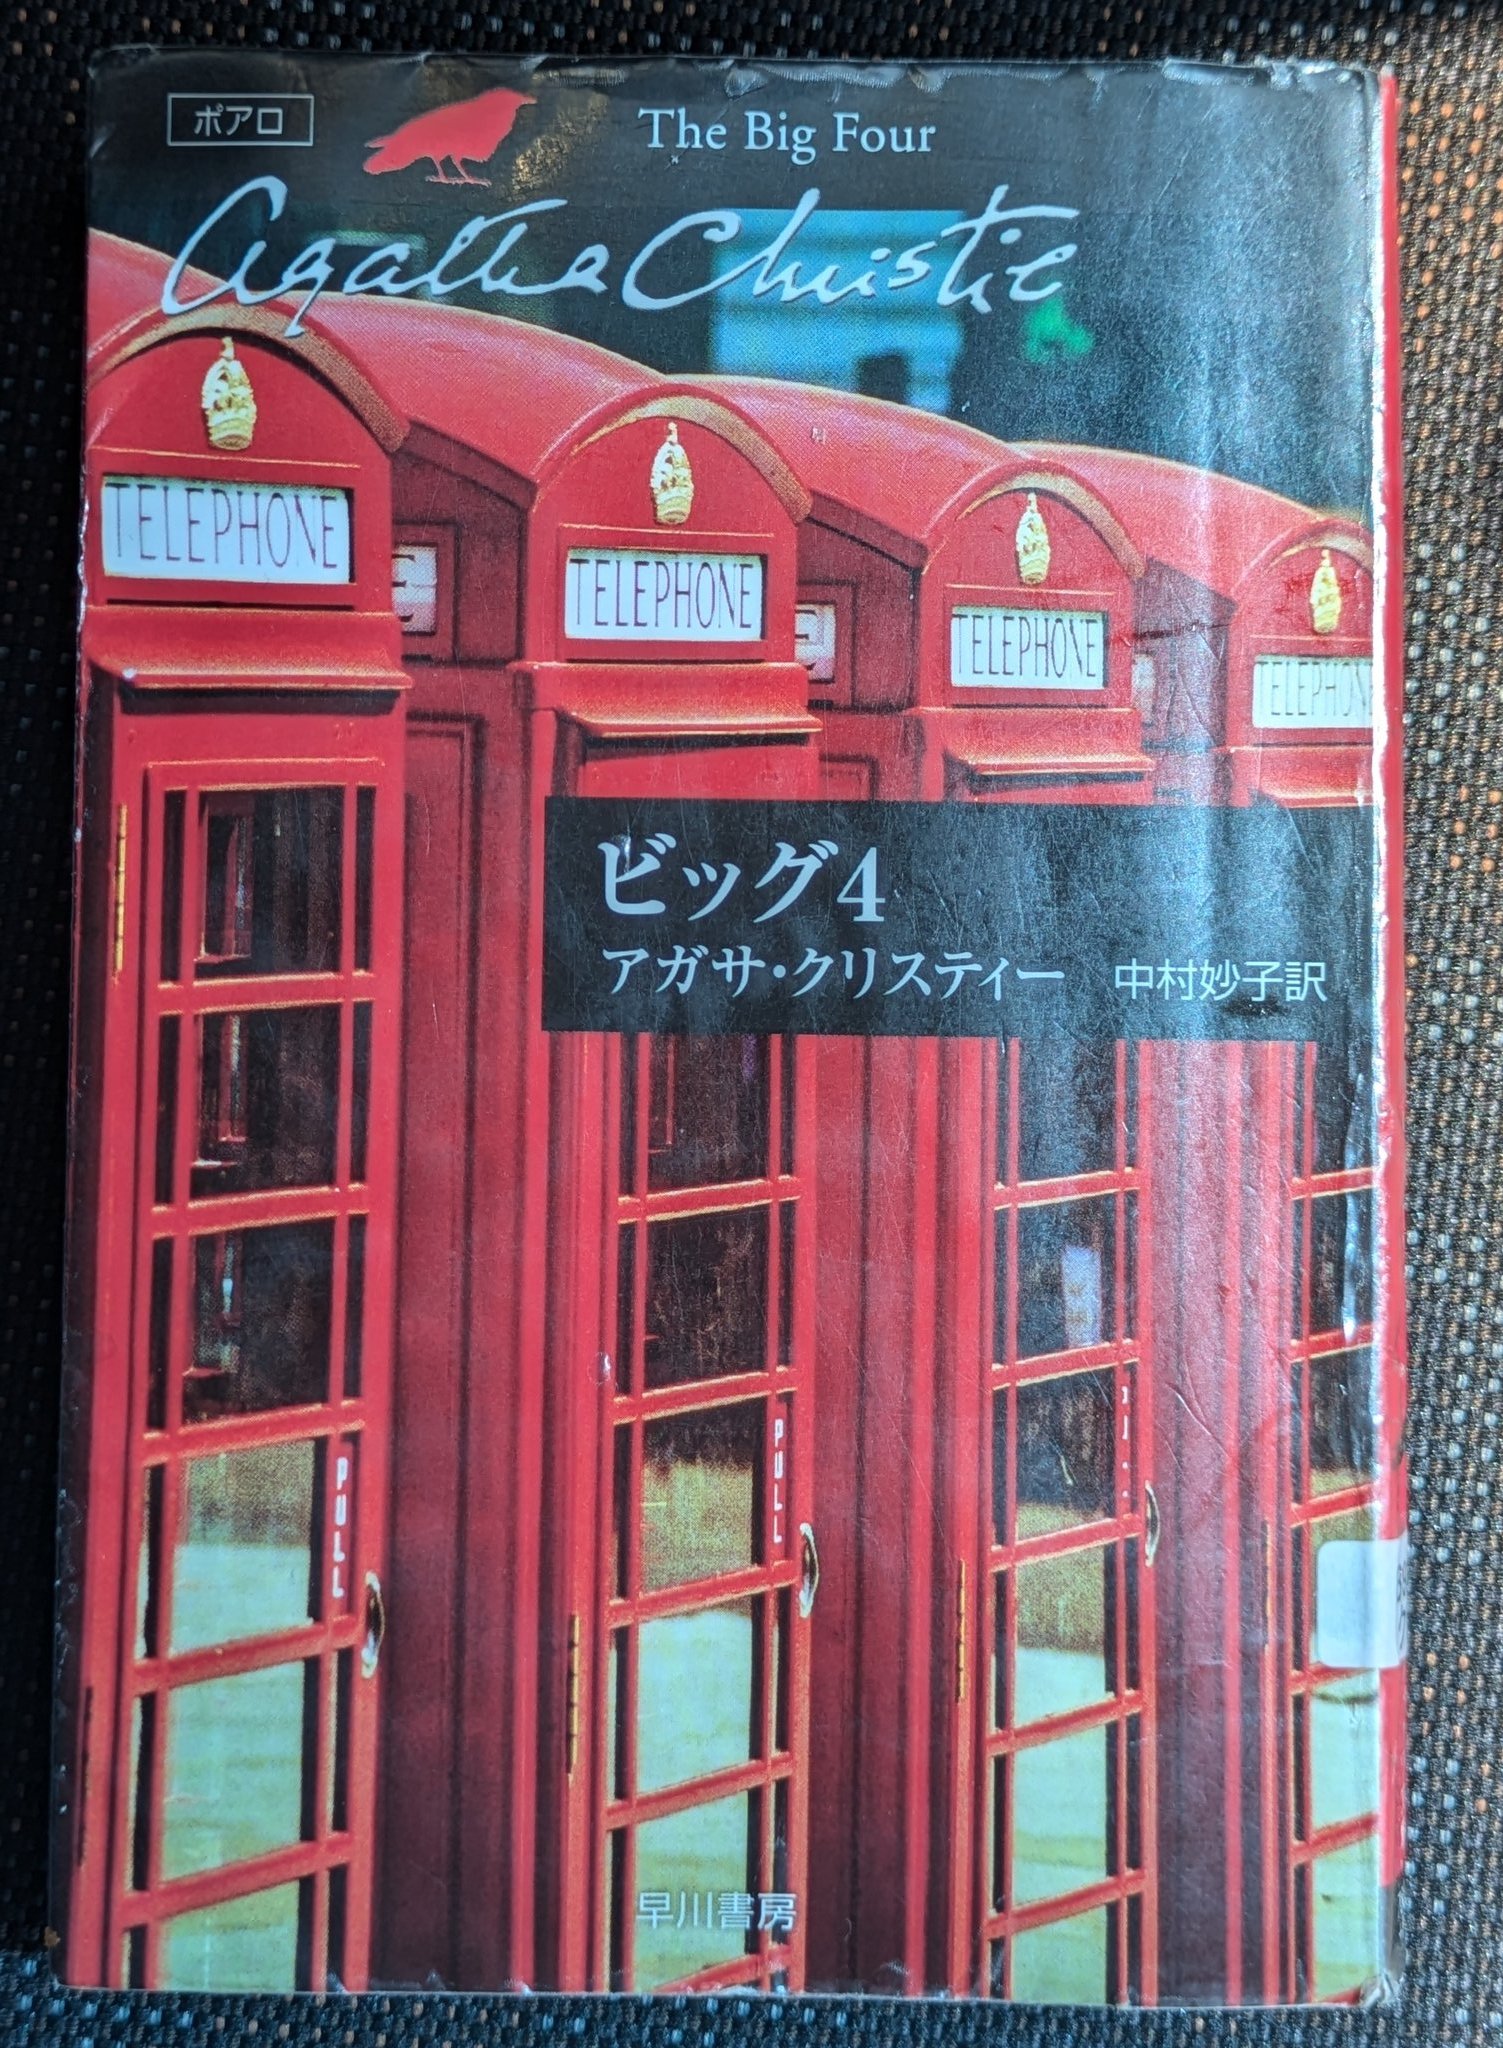 ポアロ
The Big Four
Agatha Christie
TELEPHONE
E
TELEPHONE
E
TELEPHONE
TELEPHONE
ビッグ4
アガサ・クリスティー 中村妙子訳
PULL
PULL
早川書房